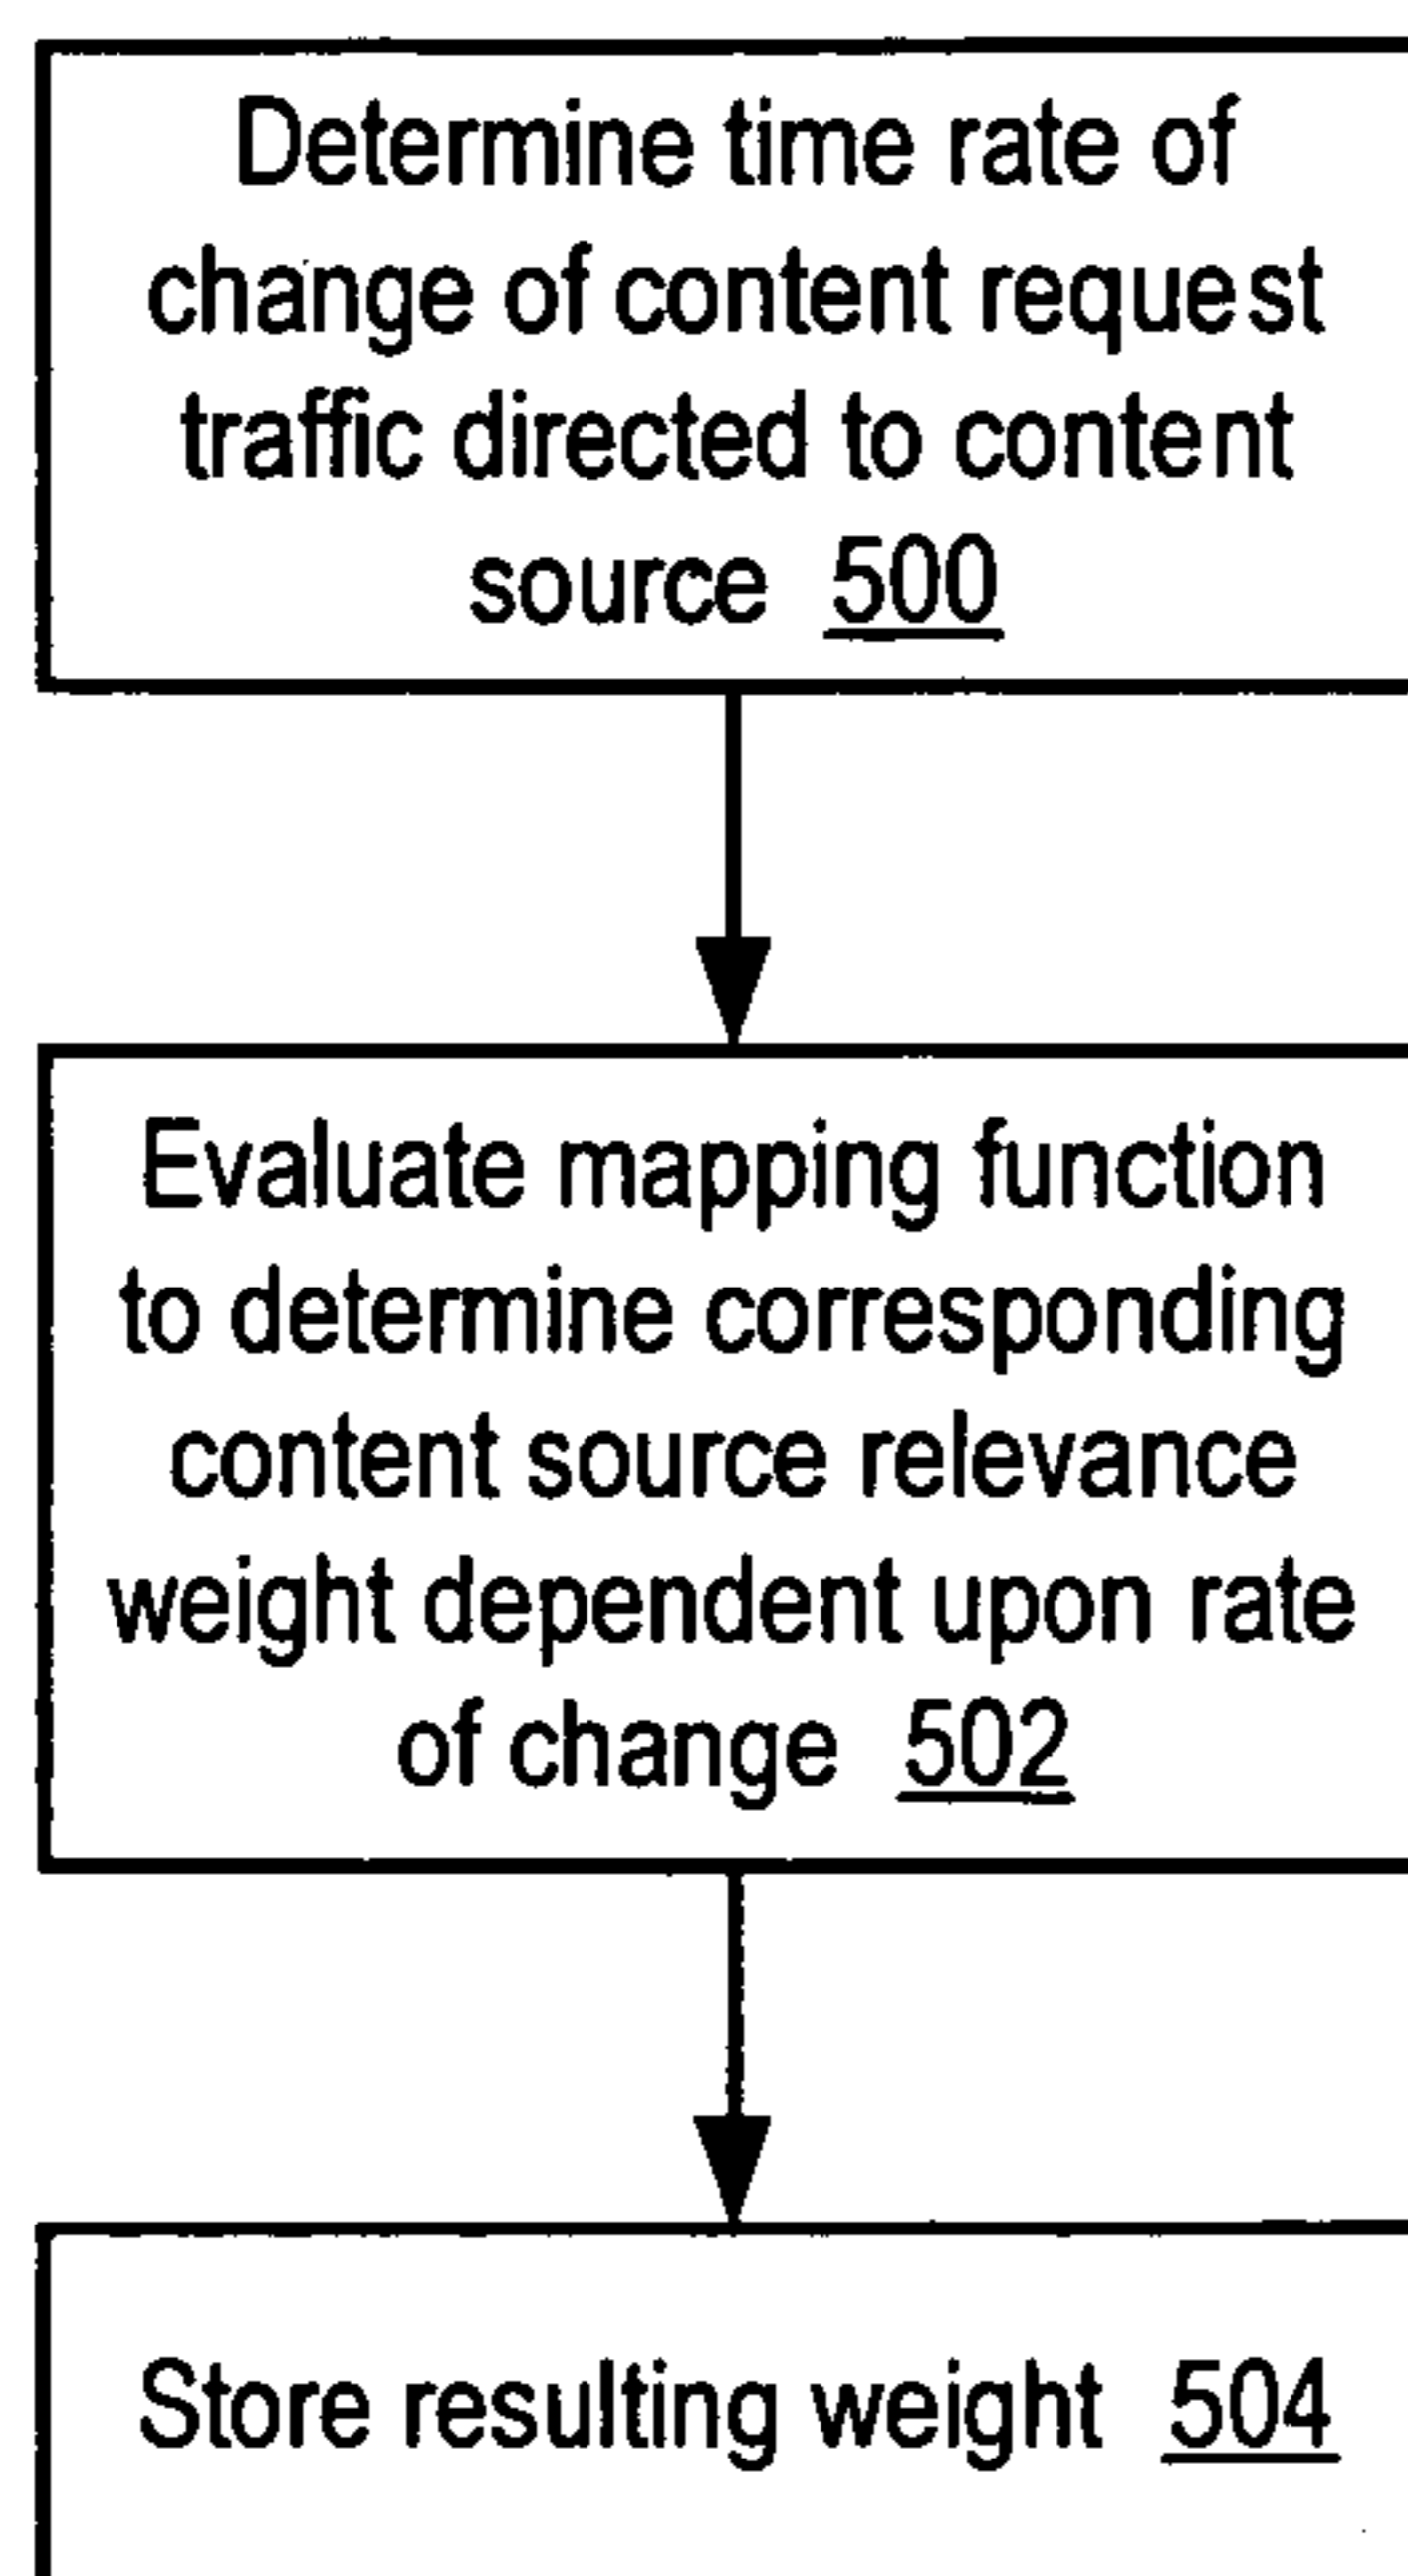 Determine time rate of
change of content request
traffic directed to content
source 500
Evaluate mapping function
to determine corresponding
content source relevance
weight dependent upon rate
of change 502
Store resulting weight 504